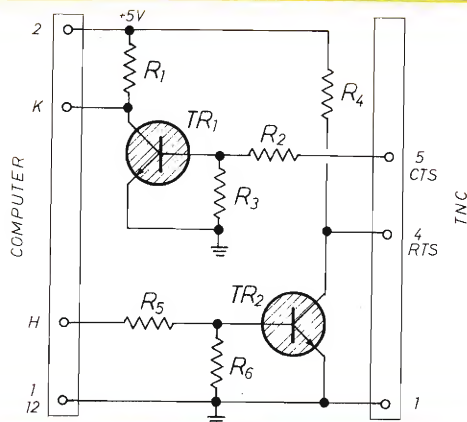 2
+5V
R1
K
TR1
R4
R2
5
CTS
R3
COMPUTER
TNC
4
RTS
TR2
H
R5
R6
1
12
1